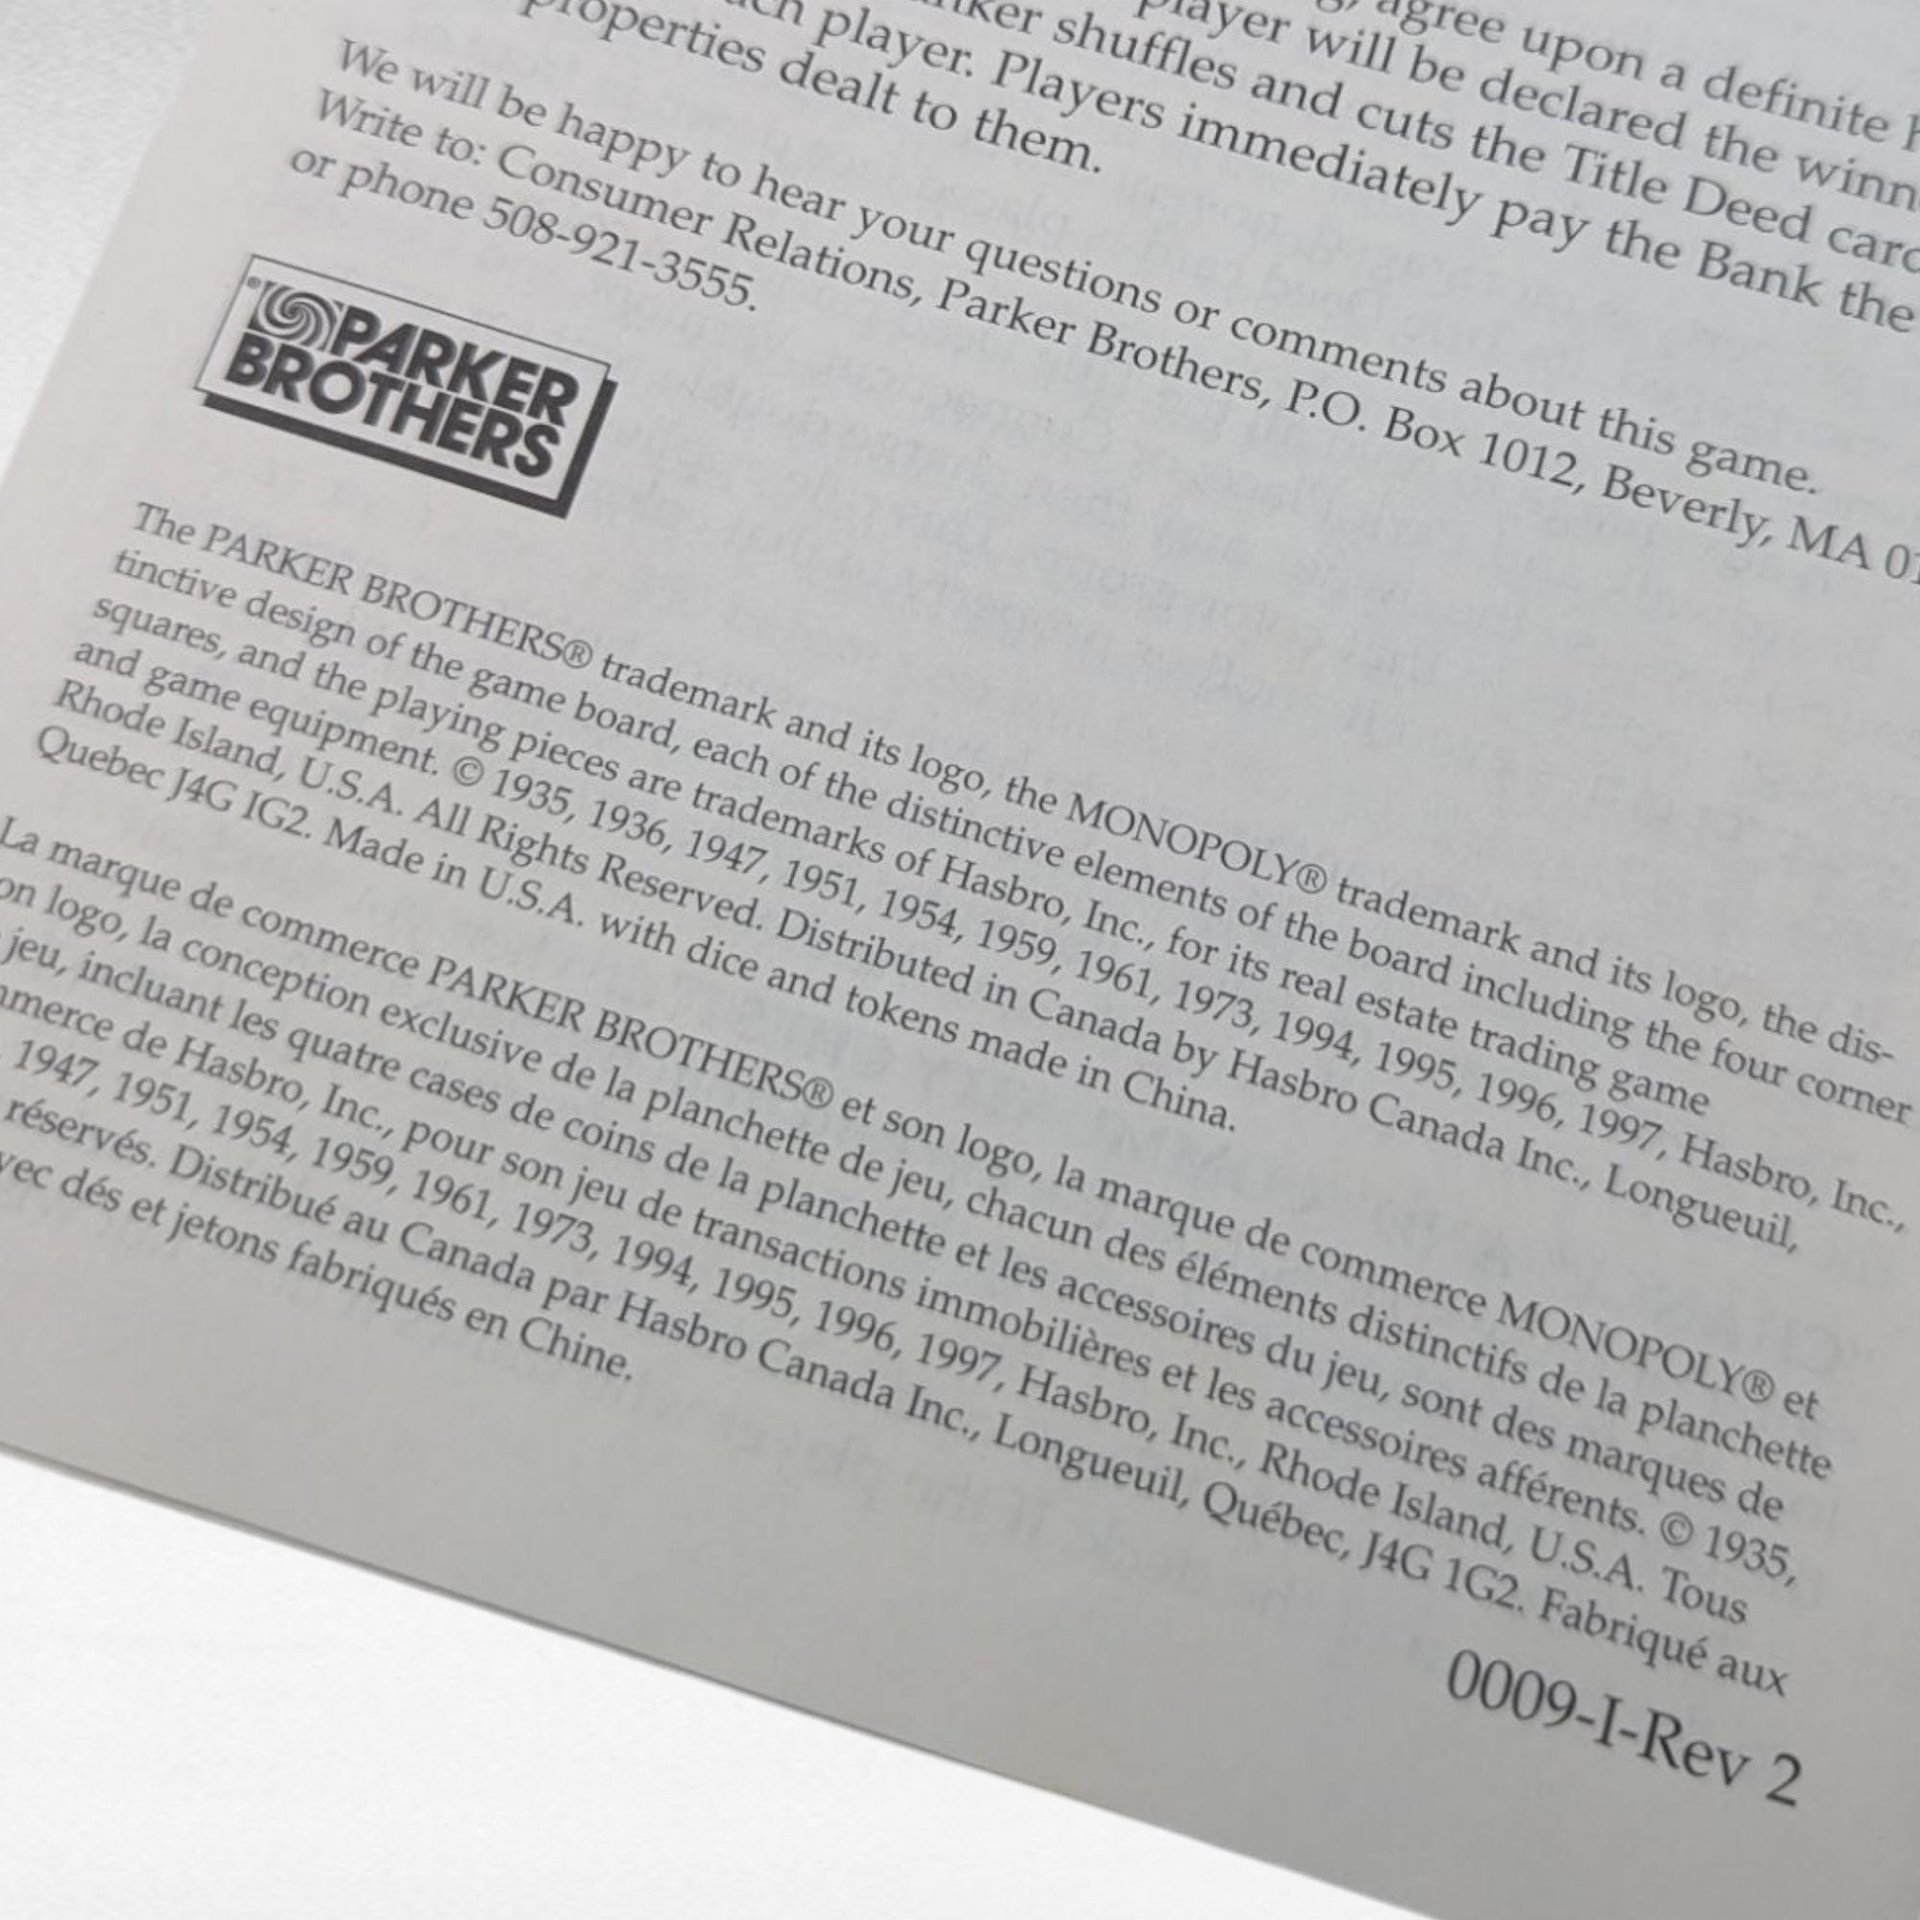 agree upon a definite
player will be declared the
shuffles and cuts the Title Deed
player. Players immediately pay the Bank the
properties dealt to them.
We will be happy to hear your questions or comments about this game.
Write to: Consumer Relations, Parker Brothers, P.O. Box 1012, Beverly, MA
or phone 508-921-3555.
®PARKER
BROTHERS
The PARKER BROTHERS® trademark and its logo, the MONOPOLY® trademark and its logo, the dis-
tinctive design of the game board, each of the distinctive elements of the board including the four corner
squares, and the playing pieces are trademarks of Hasbro, Inc., for its real estate trading game
and game equipment. © 1935, 1936, 1947, 1951, 1954, 1959, 1961, 1973, 1994, 1995, 1996, 1997, Hasbro, Inc.,
Rhode Island, U.S.A. All Rights Reserved. Distributed in Canada by Hasbro Canada Inc., Longueuil,
Quebec J4G IG2. Made in U.S.A. with dice and tokens made in China.
La marque de commerce PARKER BROTHERS® et son logo, la marque de commerce MONOPOLY® et
logo, la conception exclusive de la planchette de jeu, chacun des éléments distinctifs de la planchette
jeu, incluant les quatre cases de coins de la planchette et les accessoires du jeu, sont des marques de
de Hasbro, Inc., pour son jeu de transactions immobilières et les accessoires afférents. © 1935,
1947, 1951, 1954, 1959, 1961, 1973, 1994, 1995, 1996, 1997, Hasbro, Inc., Rhode Island, U.S.A. Tous
réservés. Distribué au Canada par Hasbro Canada Inc., Longueuil, Québec, J4G 1G2. Fabriqué aux
dés et jetons fabriqués en Chine.
0009-I-Rev 2